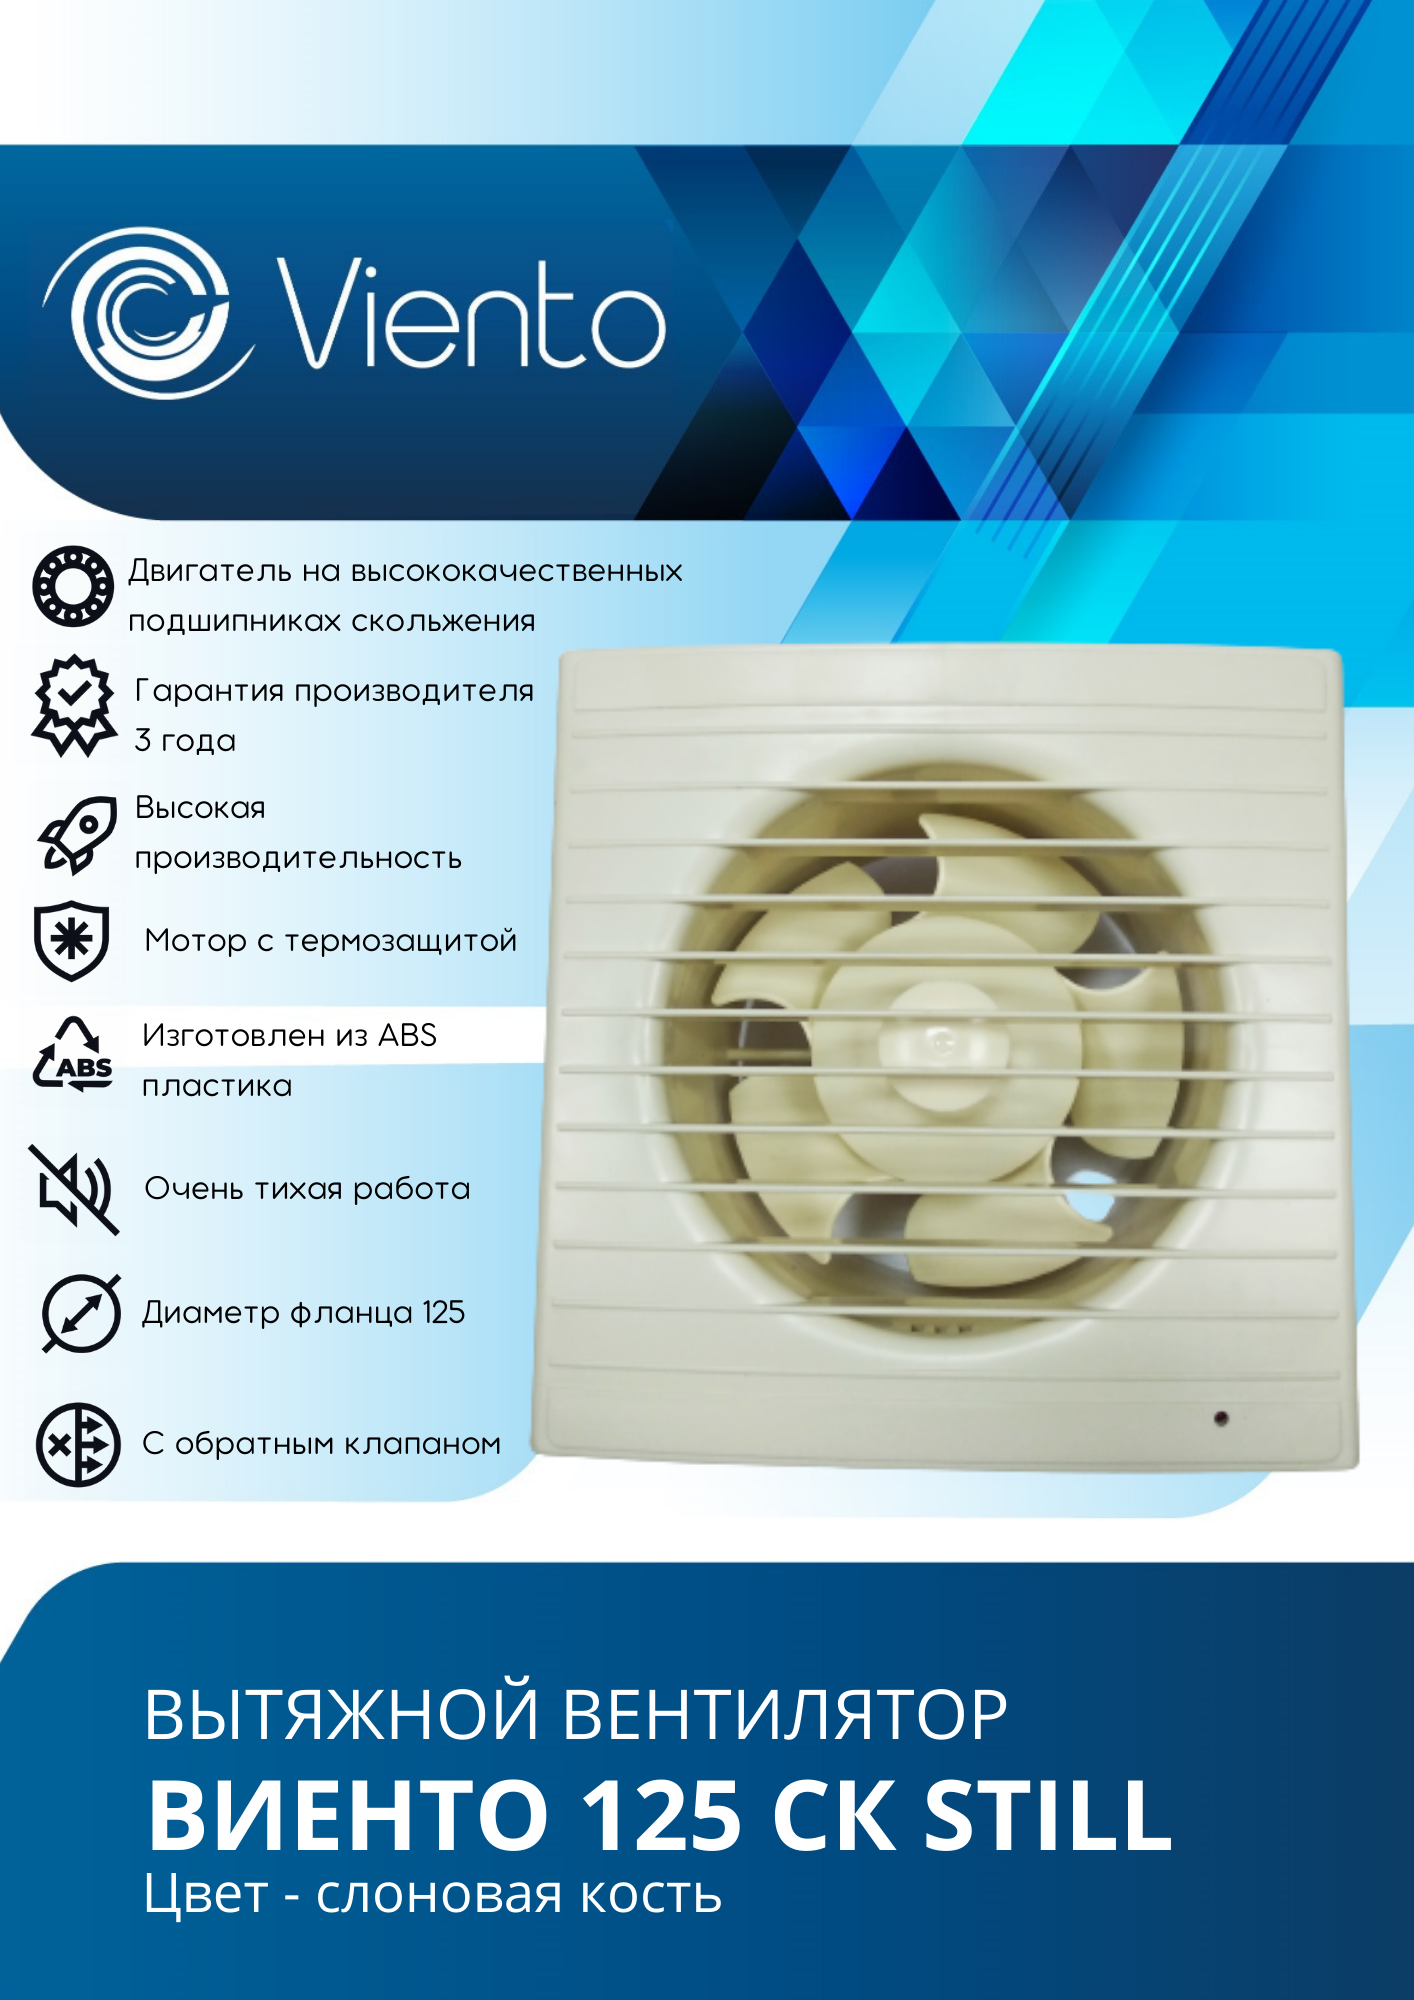 Viento
Двигатель на высококачественных
подшипниках скольжения
Гарантия производителя
3 года
Высокая
производительность
Мотор с термозащитой
Изготовлен из ABS
пластика
ABS
Очень тихая работа
Диаметр фланца 125
С обратным клапаном
ВЫТЯЖНОЙ ВЕНТИЛЯТОР
ВИЕНТО 125 СК STILL
Цвет - слоновая кость